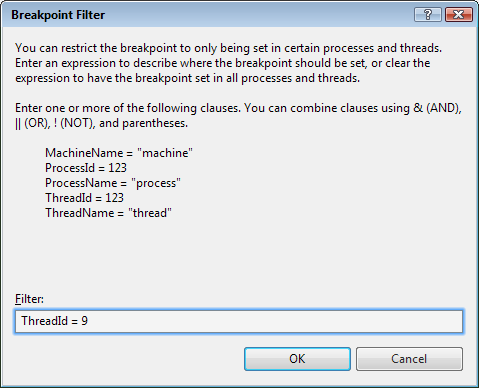 Breakpoint Filter
You can restrict the breakpoint to only being set in certain processes and threads.
Enter an expression to describe where the breakpoint should be set, or clear the
expression to have the breakpoint set in all processes and threads.
Enter one or more of the following clauses. You can combine clauses using & (AND),
|| (OR), ! (NOT), and parentheses.
MachineName = "machine"
ProcessId = 123
ProcessName = "process"
ThreadId = 123
ThreadName = "thread"
Filter:
ThreadId = 9
OK Cancel